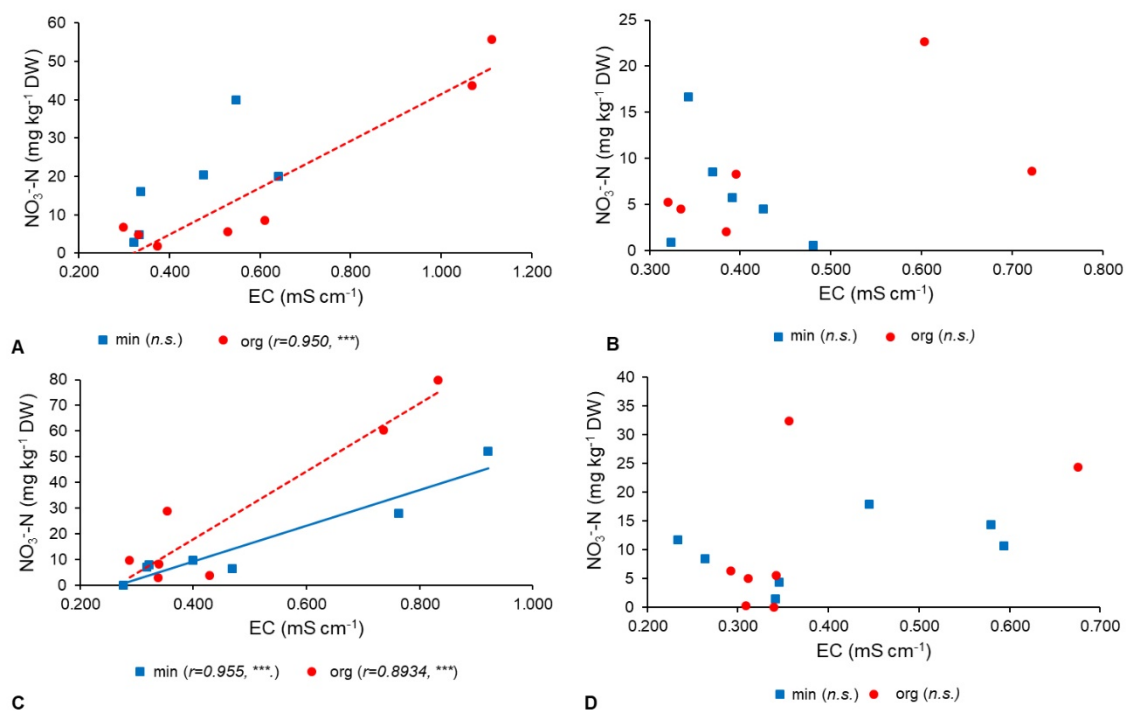 60
50
40
30
20
10
0
NO₃⁻-N (mg kg⁻¹ DW)
0.200 0.400 0.600 0.800 1.000 1.200
EC (mS cm⁻¹)
min (n.s.) org (r=0.950, ***)
A
25
20
15
10
5
0
NO₃⁻-N (mg kg⁻¹ DW)
0.300 0.400 0.500 0.600 0.700 0.800
EC (mS cm⁻¹)
min (n.s.) org (n.s.)
B
80
70
60
50
40
30
20
10
0
NO₃⁻-N (mg kg⁻¹ DW)
0.200 0.400 0.600 0.800 1.000
EC (mS cm⁻¹)
min (r=0.955, ***.) org (r=0.8934, ***)
C
40
35
30
25
20
15
10
5
0
NO₃⁻-N (mg kg⁻¹ DW)
0.200 0.300 0.400 0.500 0.600 0.700
EC (mS cm⁻¹)
min (n.s.) org (n.s.)
D